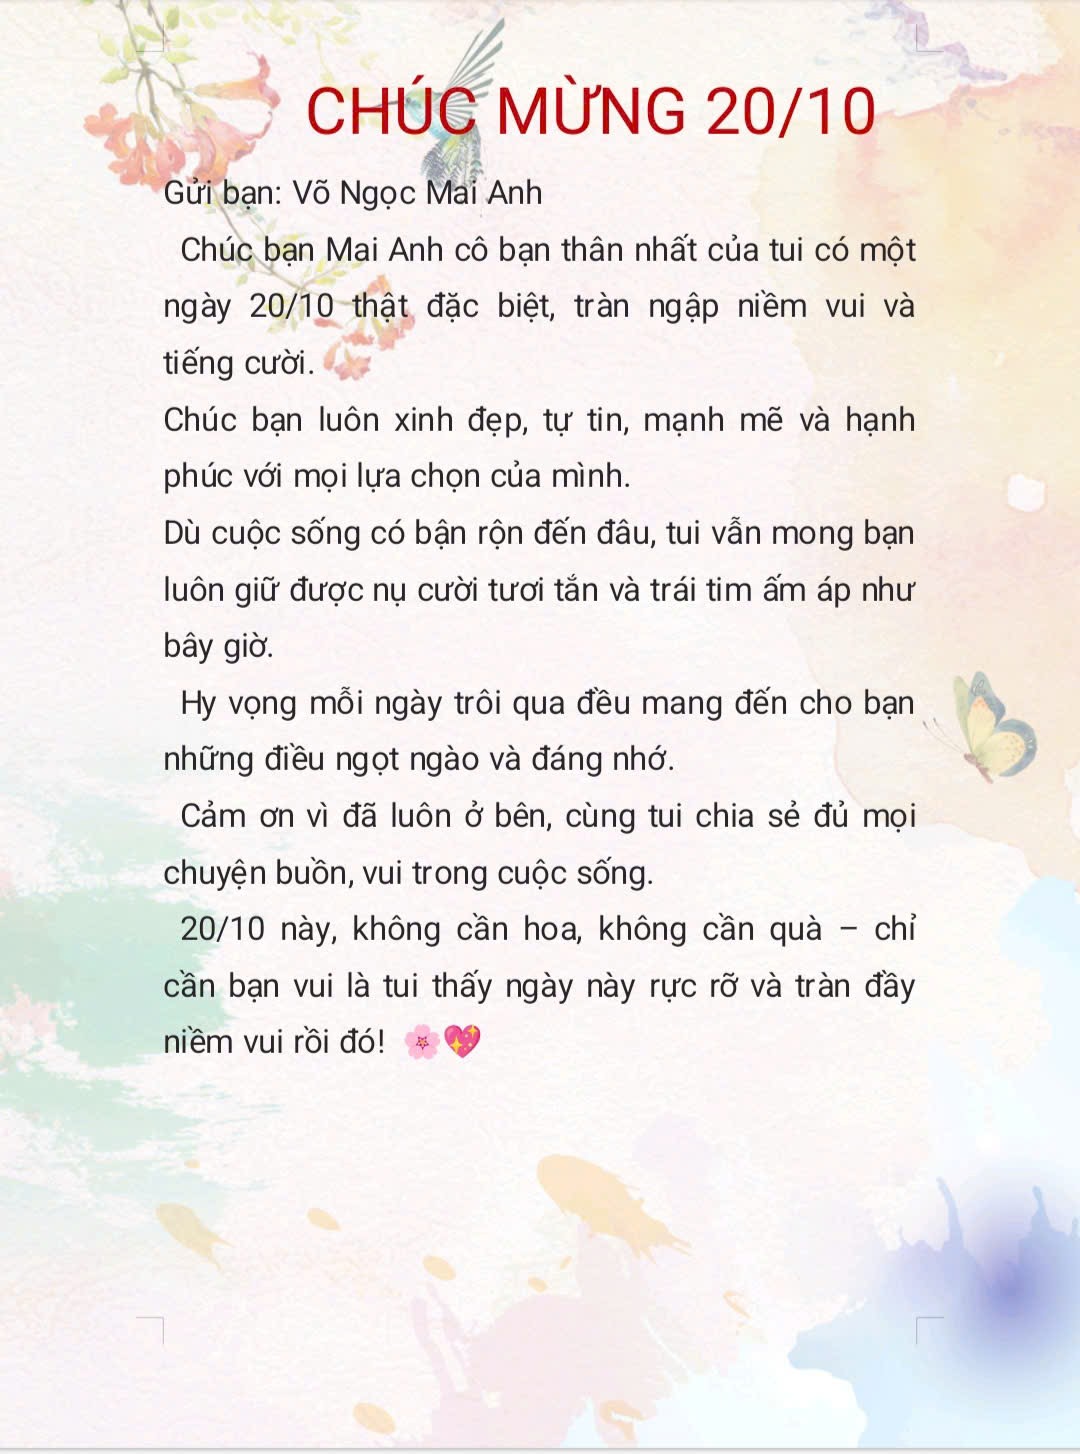 CHÚC MỪNG 20/10
Gửi bạn: Võ Ngọc Mai Anh
Chúc bạn Mai Anh cô bạn thân nhất của tui có một
ngày 20/10 thật đặc biệt, tràn ngập niềm vui và
tiếng cười.
Chúc bạn luôn xinh đẹp, tự tin, mạnh mẽ và hạnh
phúc với mọi lựa chọn của mình.
Dù cuộc sống có bận rộn đến đâu, tui vẫn mong bạn
luôn giữ được nụ cười tươi tắn và trái tim ấm áp như
bây giờ.
Hy vọng mỗi ngày trôi qua đều mang đến cho bạn
những điều ngọt ngào và đáng nhớ.
Cảm ơn vì đã luôn ở bên, cùng tui chia sẻ đủ mọi
chuyện buồn, vui trong cuộc sống.
20/10 này, không cần hoa, không cần quà – chỉ
cần bạn vui là tui thấy ngày này rực rỡ và tràn đầy
niềm vui rồi đó! 🌸💖